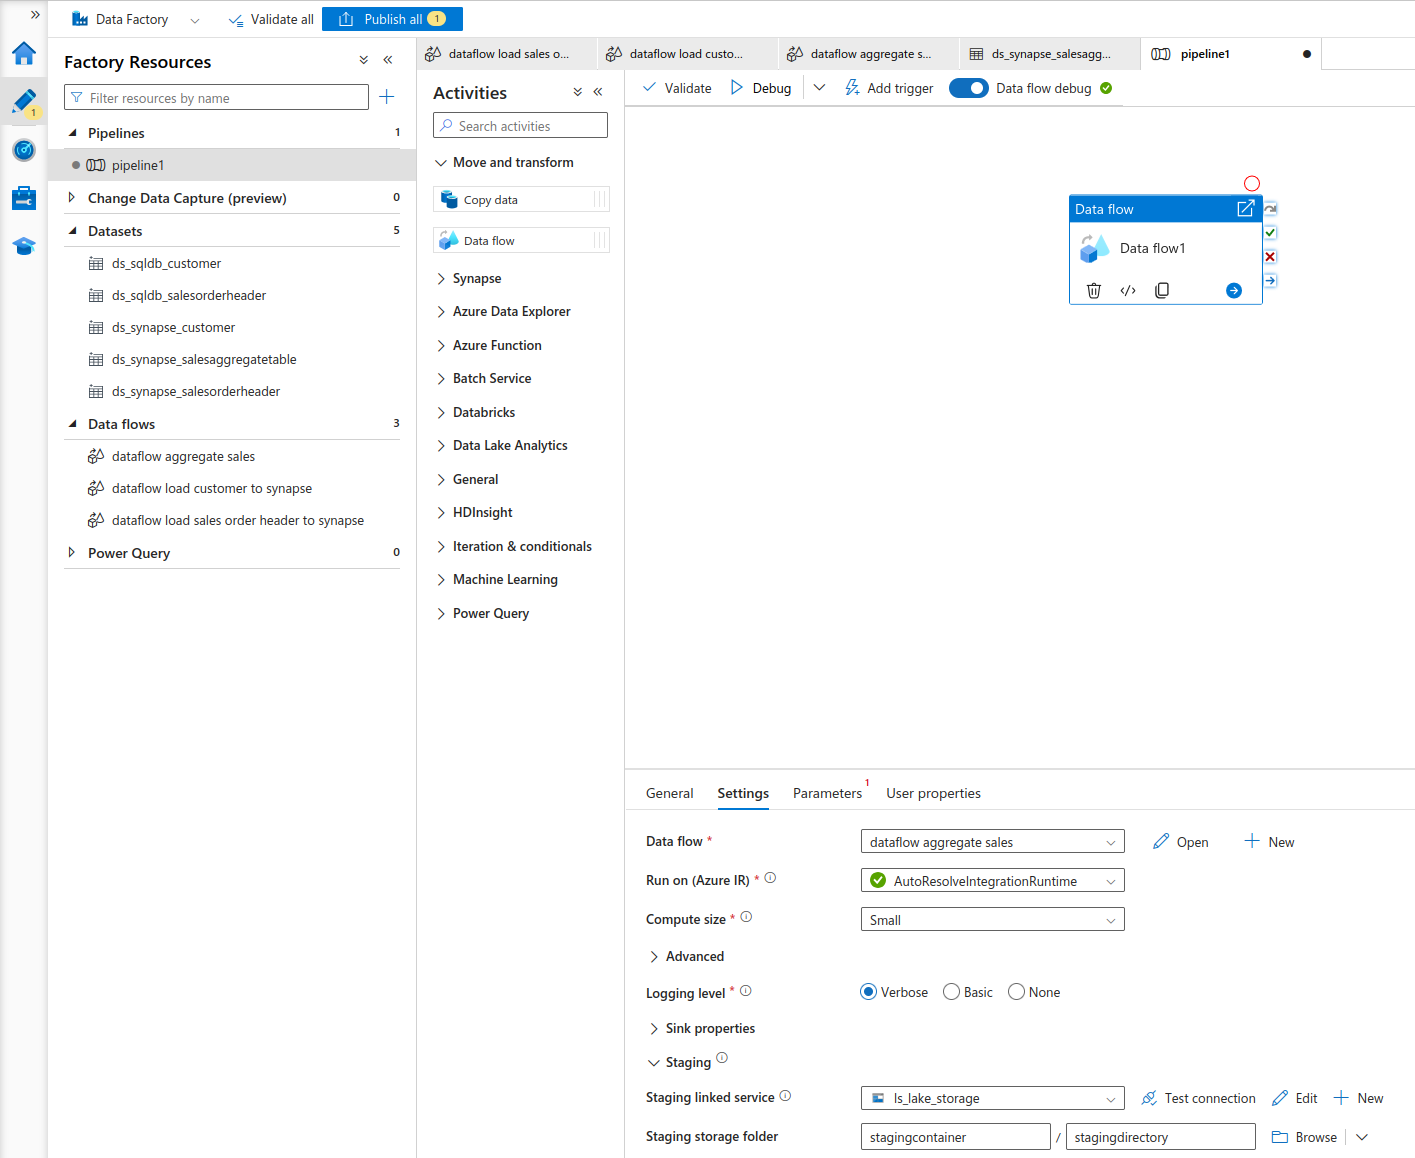 Data Factory
Validate all
Publish all 1
1
Factory Resources
Filter resources by name
Pipelines 1
pipeline1
Change Data Capture (preview) 0
Datasets 5
ds_sqldb_customer
ds_sqldb_salesorderheader
ds_synapse_customer
ds_synapse_salesaggregatetable
ds_synapse_salesorderheader
Data flows 3
dataflow aggregate sales
dataflow load customer to synapse
dataflow load sales order header to synapse
Power Query 0
dataflow load sales o...
dataflow load custo...
dataflow aggregate s...
ds_synapse_salesagg...
pipeline1
Activities
Search activities
Move and transform
Copy data
Data flow
Synapse
Azure Data Explorer
Azure Function
Batch Service
Databricks
Data Lake Analytics
General
HDInsight
Iteration & conditionals
Machine Learning
Power Query
Validate
Debug
Add trigger
Data flow debug
Data flow
Data flow1
General
Settings
Parameters 1
User properties
Data flow *
dataflow aggregate sales
Open
New
Run on (Azure IR) *
AutoResolveIntegrationRuntime
Compute size *
Small
Advanced
Logging level *
Verbose
Basic
None
Sink properties
Staging
Staging linked service
ls_lake_storage
Test connection
Edit
New
Staging storage folder
stagingcontainer / stagingdirectory
Browse